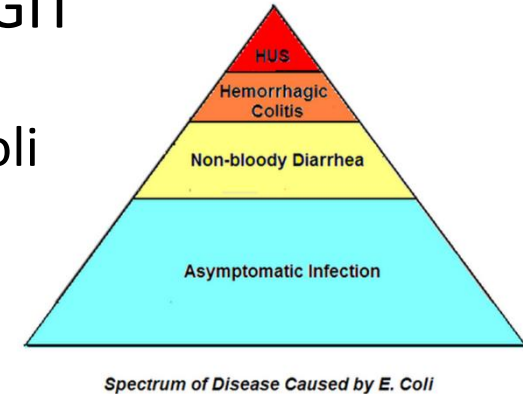 HUS
Hemorrhagic
Colitis
Non-bloody Diarrhea
Asymptomatic Infection
Spectrum of Disease Caused by E. Coli